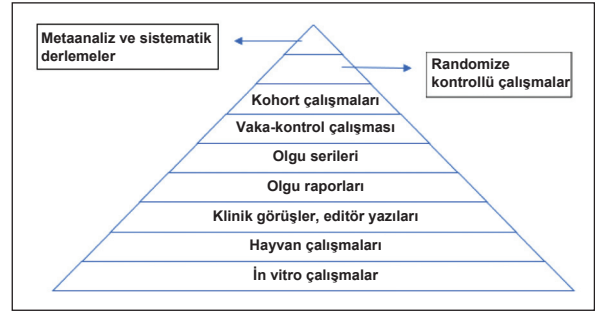 Metaanaliz ve sistematik
derlemeler
Randomize
kontrollü çalışmalar
Kohort çalışmaları
Vaka-kontrol çalışması
Olgu serileri
Olgu raporları
Klinik görüşler, editör yazıları
Hayvan çalışmaları
İn vitro çalışmalar